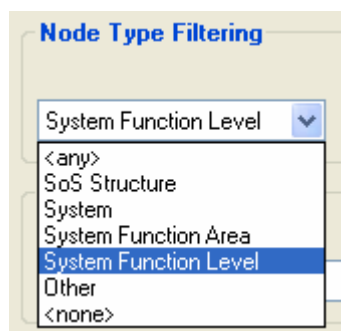 Node Type Filtering
System Function Level
<any>
SoS Structure
System
System Function Area
System Function Level
Other
<none>